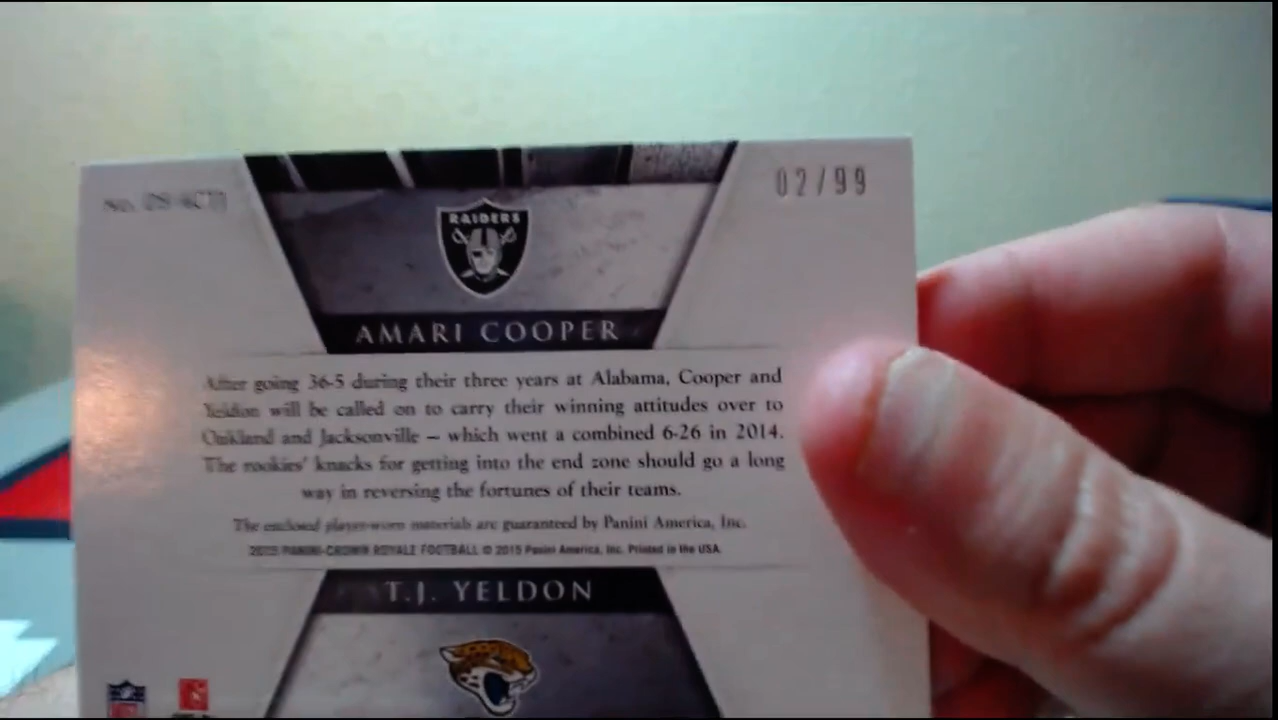 No.
02/99
RAIDERS
AMARI COOPER
After going 36-5 during their three years at Alabama, Cooper and
Yeldon will be called on to carry their winning attitudes over to
Oakland and Jacksonville – which went a combined 6-26 in 2014.
The rookies' knacks for getting into the end zone should go a long
way in reversing the fortunes of their teams.
The enclosed player-worn materials are guaranteed by Panini America, Inc.
2015 PANINI-CROWN ROYALE FOOTBALL © 2015 Panini America, Inc. Printed in the USA.
T.J. YELDON
NFL